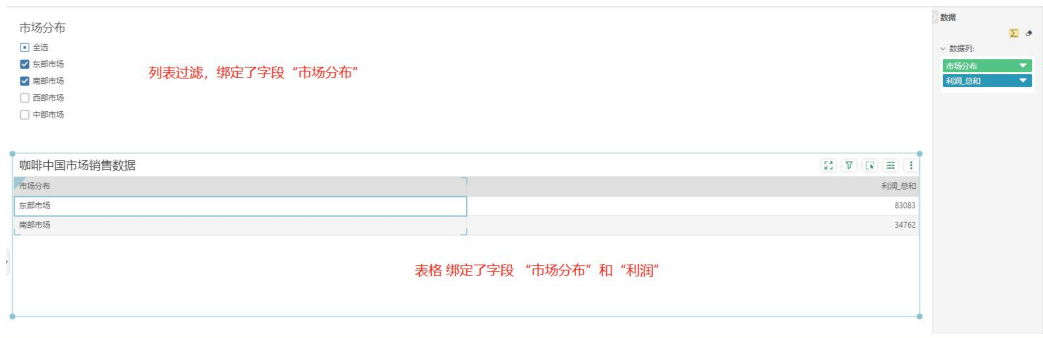 市场分布
全选
东部市场
南部市场
西部市场
中部市场
列表过滤，绑定了字段“市场分布”
咖啡中国市场销售数据
市场分布 利润_总和
东部市场 83083
南部市场 34762
表格 绑定了字段 “市场分布”和“利润”
数据
数据列:
市场分布
利润_总和